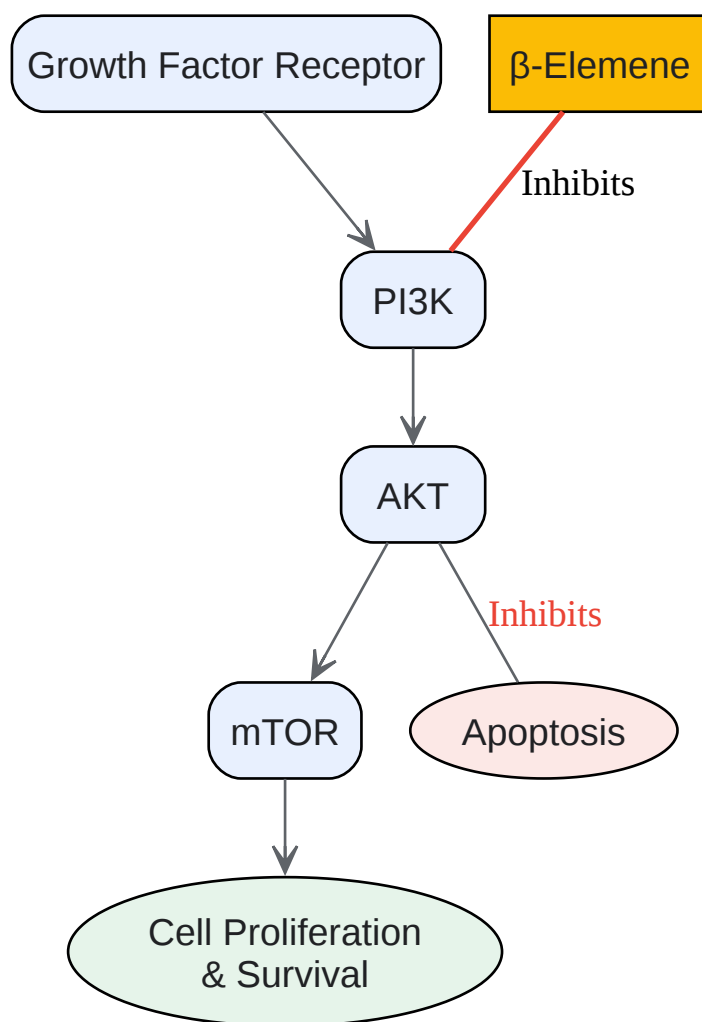 Growth Factor Receptor
β-Elemene
Inhibits
PI3K
AKT
Inhibits
mTOR
Apoptosis
Cell Proliferation
& Survival